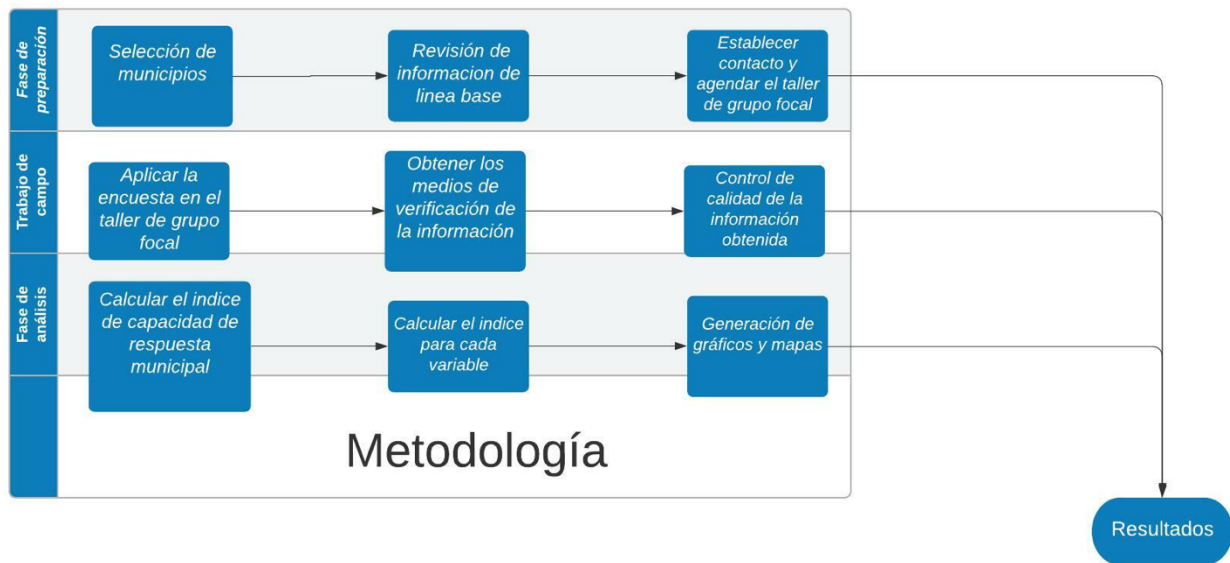 Fase de
preparación
Selección de
municipios
Revisión de
informacion de
linea base
Establecer
contacto y
agendar el taller
de grupo focal
Trabajo de
campo
Aplicar la
encuesta en el
taller de grupo
focal
Obtener los
medios de
verificación de
la información
Control de
calidad de la
información
obtenida
Fase de
análisis
Calcular el indice
de capacidad de
respuesta
municipal
Calcular el indice
para cada
variable
Generación de
gráficos y mapas
Metodología
Resultados